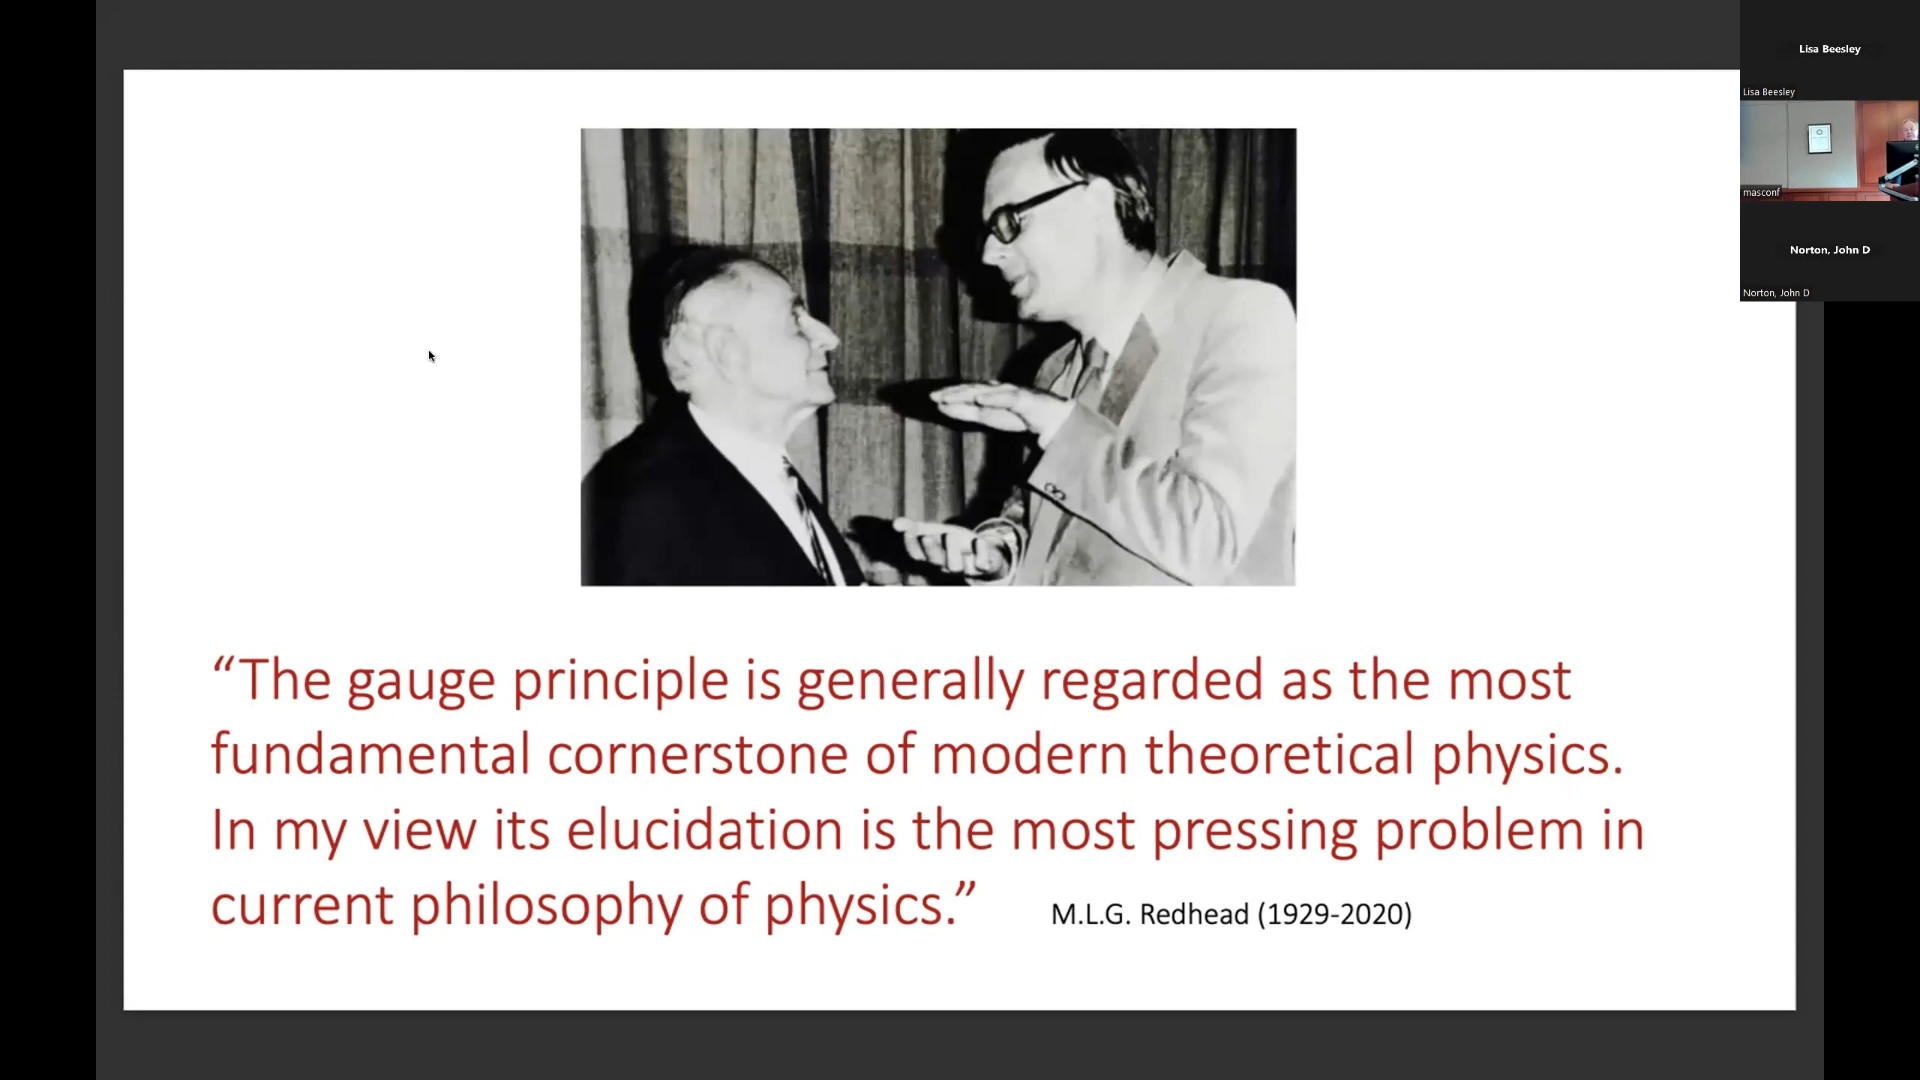 “The gauge principle is generally regarded as the most
fundamental cornerstone of modern theoretical physics.
In my view its elucidation is the most pressing problem in
current philosophy of physics.”
M.L.G. Redhead (1929-2020)
Lisa Beesley
Lisa Beesley
masconf
Norton, John D
Norton, John D